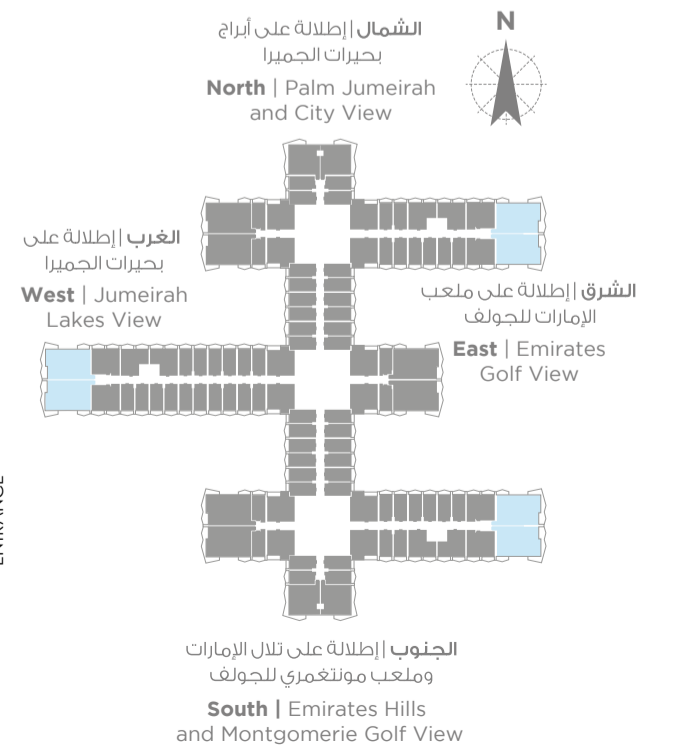 N
الشمال | إطلالة على أبراج
بحيرات الجميرا
North | Palm Jumeirah
and City View
الغرب | إطلالة على
بحيرات الجميرا
West | Jumeirah
Lakes View
الشرق | إطلالة على ملعب
الإمارات للجولف
East | Emirates
Golf View
الجنوب | إطلالة على تلال الإمارات
وملعب مونتغمري للجولف
South | Emirates Hills
and Montgomerie Golf View